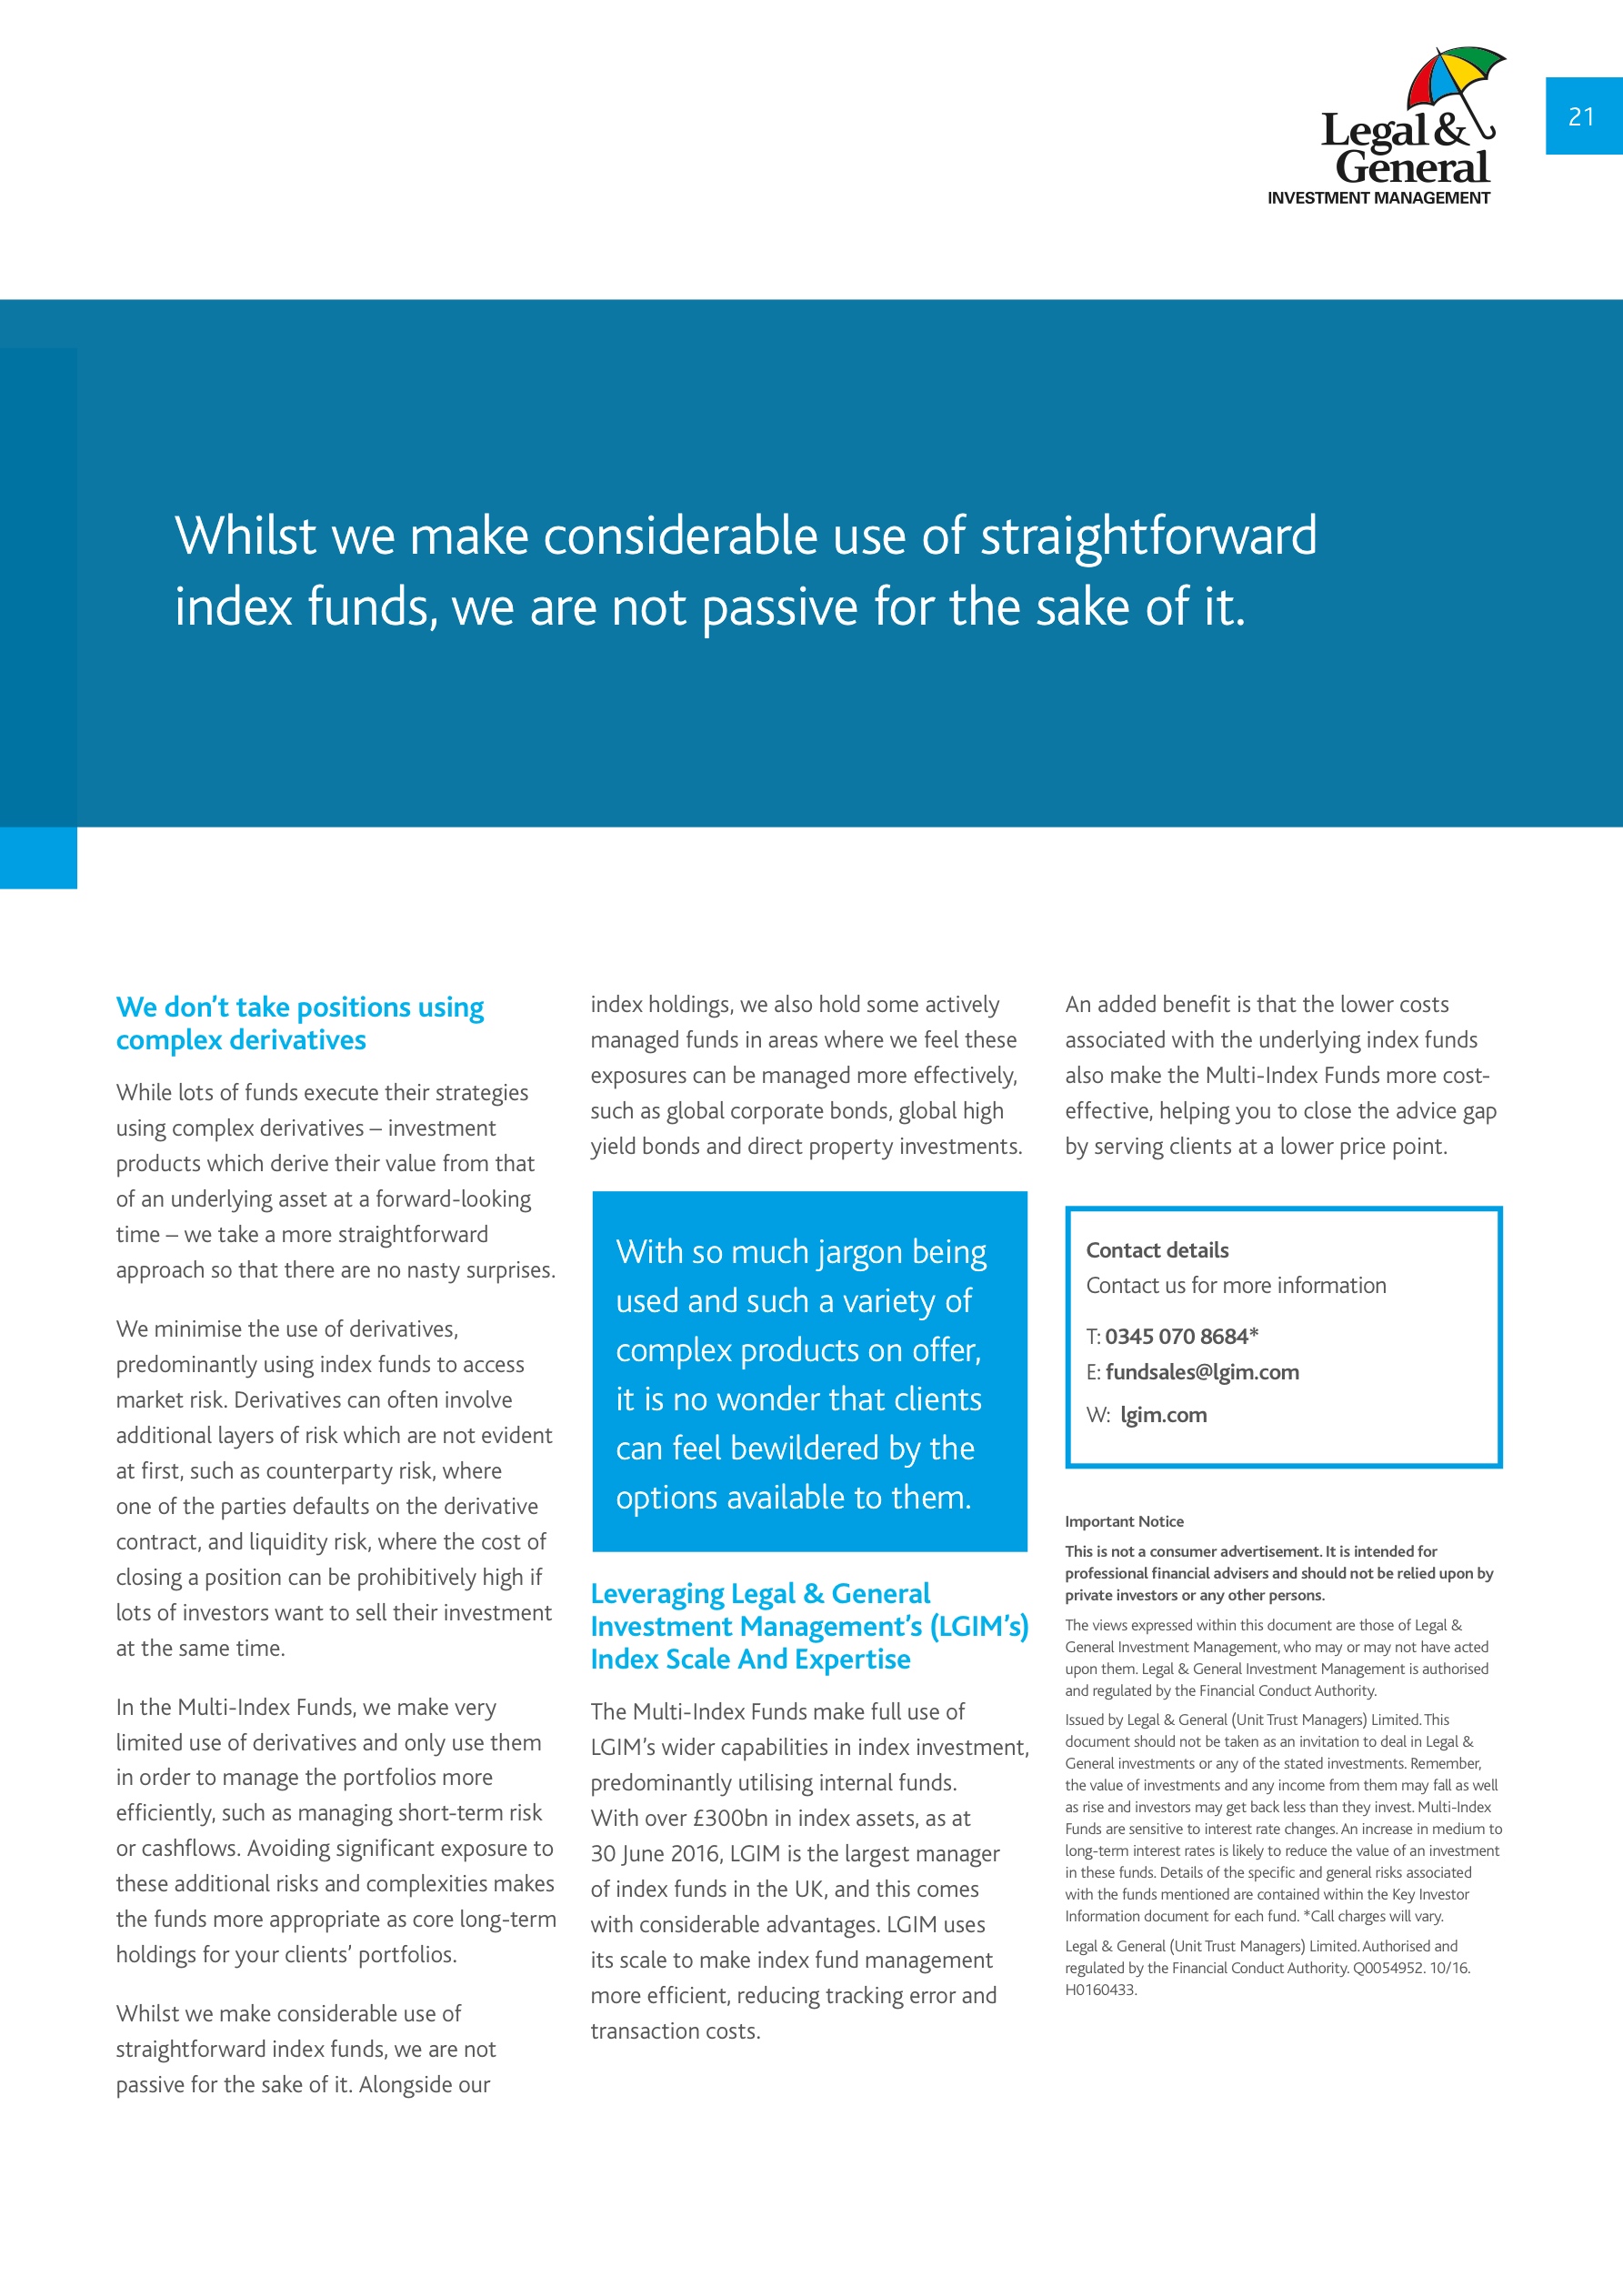 Legal &
General
INVESTMENT MANAGEMENT
21
Whilst we make considerable use of straightforward
index funds, we are not passive for the sake of it.
We don’t take positions using
complex derivatives
While lots of funds execute their strategies
using complex derivatives – investment
products which derive their value from that
of an underlying asset at a forward-looking
time – we take a more straightforward
approach so that there are no nasty surprises.
We minimise the use of derivatives,
predominantly using index funds to access
market risk. Derivatives can often involve
additional layers of risk which are not evident
at first, such as counterparty risk, where
one of the parties defaults on the derivative
contract, and liquidity risk, where the cost of
closing a position can be prohibitively high if
lots of investors want to sell their investment
at the same time.
In the Multi-Index Funds, we make very
limited use of derivatives and only use them
in order to manage the portfolios more
efficiently, such as managing short-term risk
or cashflows. Avoiding significant exposure to
these additional risks and complexities makes
the funds more appropriate as core long-term
holdings for your clients’ portfolios.
Whilst we make considerable use of
straightforward index funds, we are not
passive for the sake of it. Alongside our
index holdings, we also hold some actively
managed funds in areas where we feel these
exposures can be managed more effectively,
such as global corporate bonds, global high
yield bonds and direct property investments.
With so much jargon being
used and such a variety of
complex products on offer,
it is no wonder that clients
can feel bewildered by the
options available to them.
Leveraging Legal & General
Investment Management’s (LGIM’s)
Index Scale And Expertise
The Multi-Index Funds make full use of
LGIM’s wider capabilities in index investment,
predominantly utilising internal funds.
With over £300bn in index assets, as at
30 June 2016, LGIM is the largest manager
of index funds in the UK, and this comes
with considerable advantages. LGIM uses
its scale to make index fund management
more efficient, reducing tracking error and
transaction costs.
An added benefit is that the lower costs
associated with the underlying index funds
also make the Multi-Index Funds more cost-
effective, helping you to close the advice gap
by serving clients at a lower price point.
Contact details
Contact us for more information
T: 0345 070 8684*
E: fundsales@lgim.com
W: lgim.com
Important Notice
This is not a consumer advertisement. It is intended for
professional financial advisers and should not be relied upon by
private investors or any other persons.
The views expressed within this document are those of Legal &
General Investment Management, who may or may not have acted
upon them. Legal & General Investment Management is authorised
and regulated by the Financial Conduct Authority.
Issued by Legal & General (Unit Trust Managers) Limited. This
document should not be taken as an invitation to deal in Legal &
General investments or any of the stated investments. Remember,
the value of investments and any income from them may fall as well
as rise and investors may get back less than they invest. Multi-Index
Funds are sensitive to interest rate changes. An increase in medium to
long-term interest rates is likely to reduce the value of an investment
in these funds. Details of the specific and general risks associated
with the funds mentioned are contained within the Key Investor
Information document for each fund. *Call charges will vary.
Legal & General (Unit Trust Managers) Limited. Authorised and
regulated by the Financial Conduct Authority. Q0054952. 10/16.
H0160433.